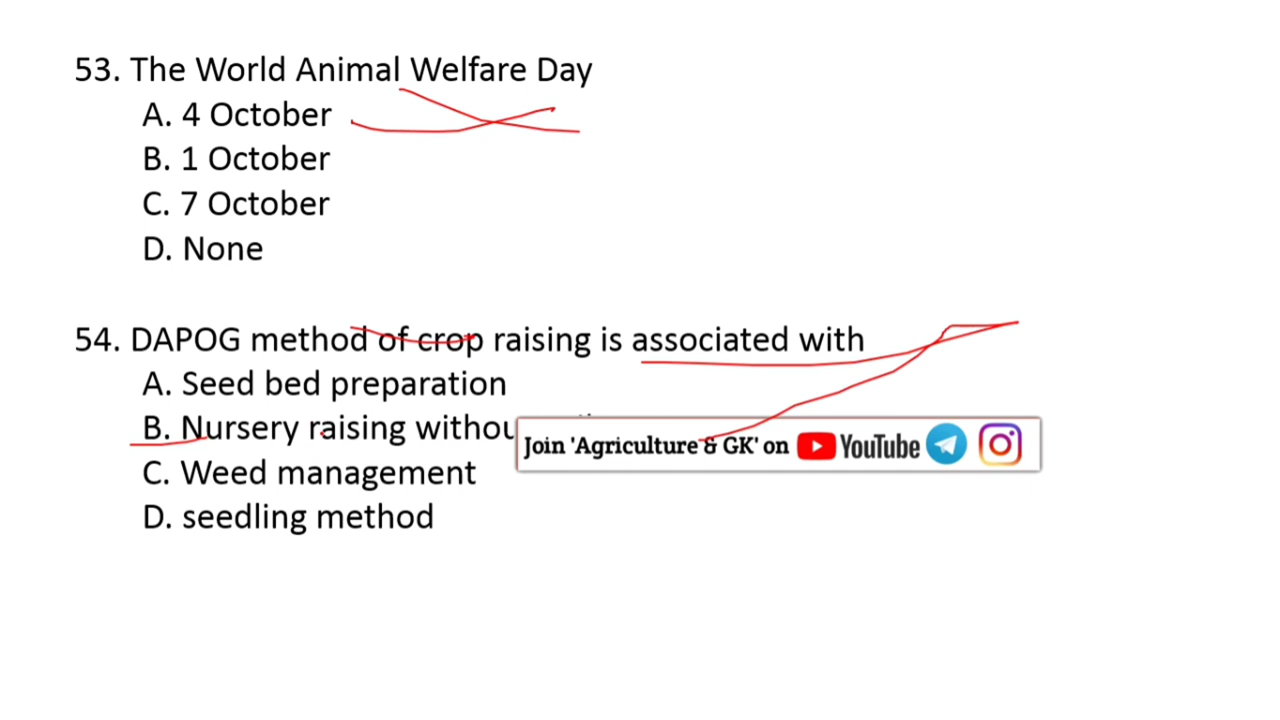 53. The World Animal Welfare Day
A. 4 October
B. 1 October
C. 7 October
D. None
54. DAPOG method of crop raising is associated with
A. Seed bed preparation
B. Nursery raising
Join 'Agriculture & GK' on YouTube
C. Weed management
D. seedling method